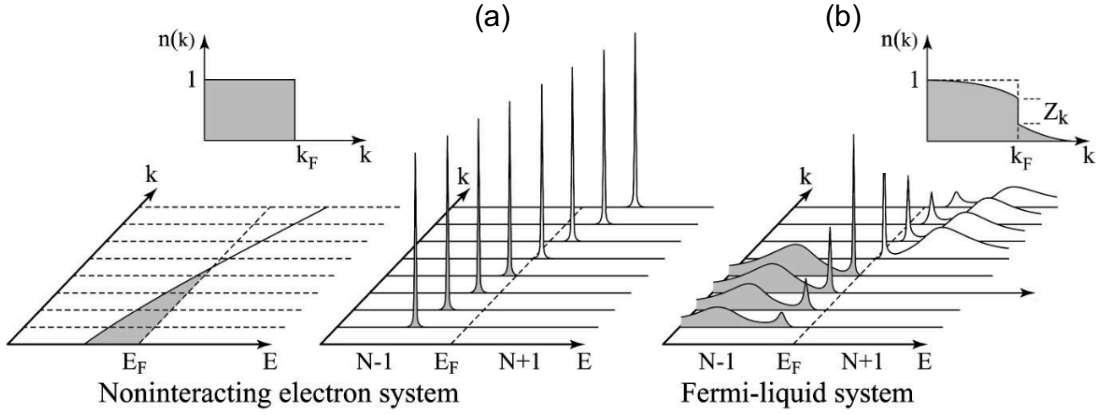 (a)
(b)
n(k)
1
k_F k
n(k)
1
Z_k
k_F k
k
k
k
E_F E
N-1 E_F N+1 E
N-1 E_F N+1 E
Noninteracting electron system
Fermi-liquid system